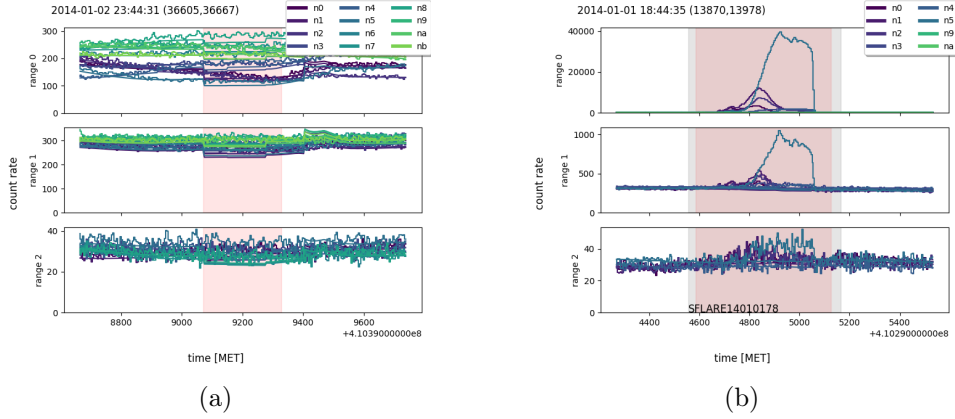 2014-01-02 23:44:31 (36605,36667)
n0 n4 n8
n1 n5 n9
n2 n6 na
n3 n7 nb
300
200
100
0
range 0
300
200
100
0
range 1
count rate
40
20
0
range 2
8800 9000 9200 9400 9600
+4.1039000000e8
time [MET]
(a)
2014-01-01 18:44:35 (13870,13978)
n0 n4
n1 n5
n2 n9
n3 na
40000
20000
0
range 0
1000
500
0
range 1
count rate
40
20
0
range 2
SFLARE14010178
4400 4600 4800 5000 5200 5400
+4.1029000000e8
time [MET]
(b)